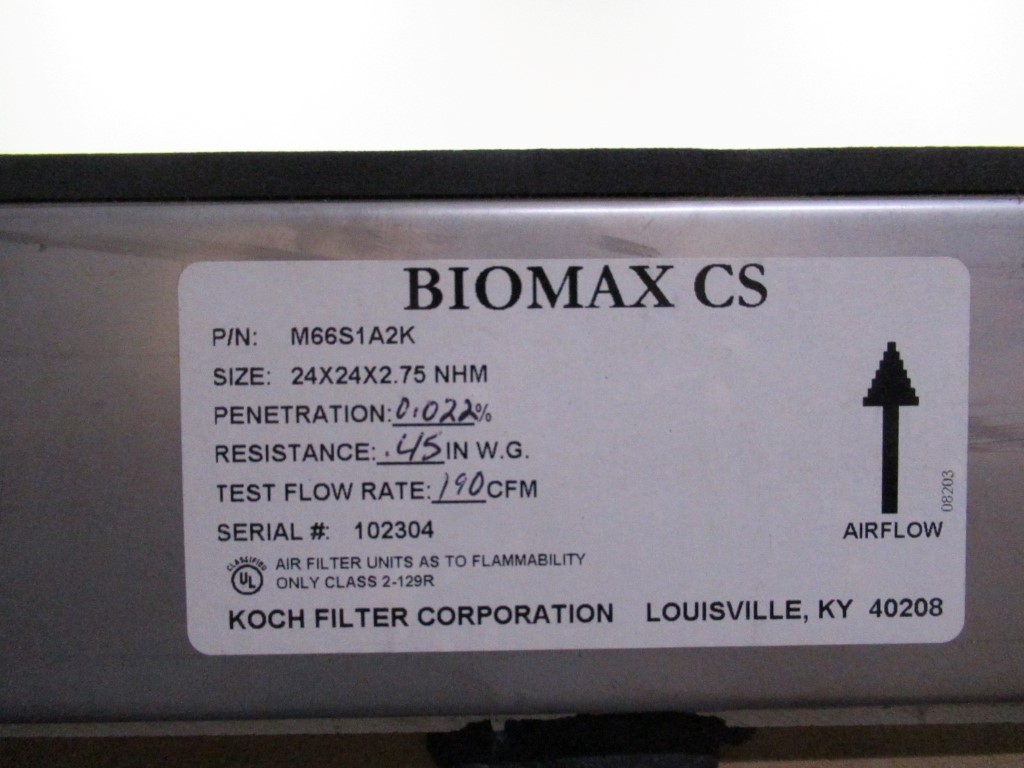 BIOMAX CS
P/N: M66S1A2K
SIZE: 24X24X2.75 NHM
PENETRATION: 0.022%
RESISTANCE: .45 IN W.G.
TEST FLOW RATE: 190 CFM
SERIAL #: 102304
CLASSIFIED
UL
AIR FILTER UNITS AS TO FLAMMABILITY
ONLY CLASS 2-129R
KOCH FILTER CORPORATION LOUISVILLE, KY 40208
AIRFLOW
08203